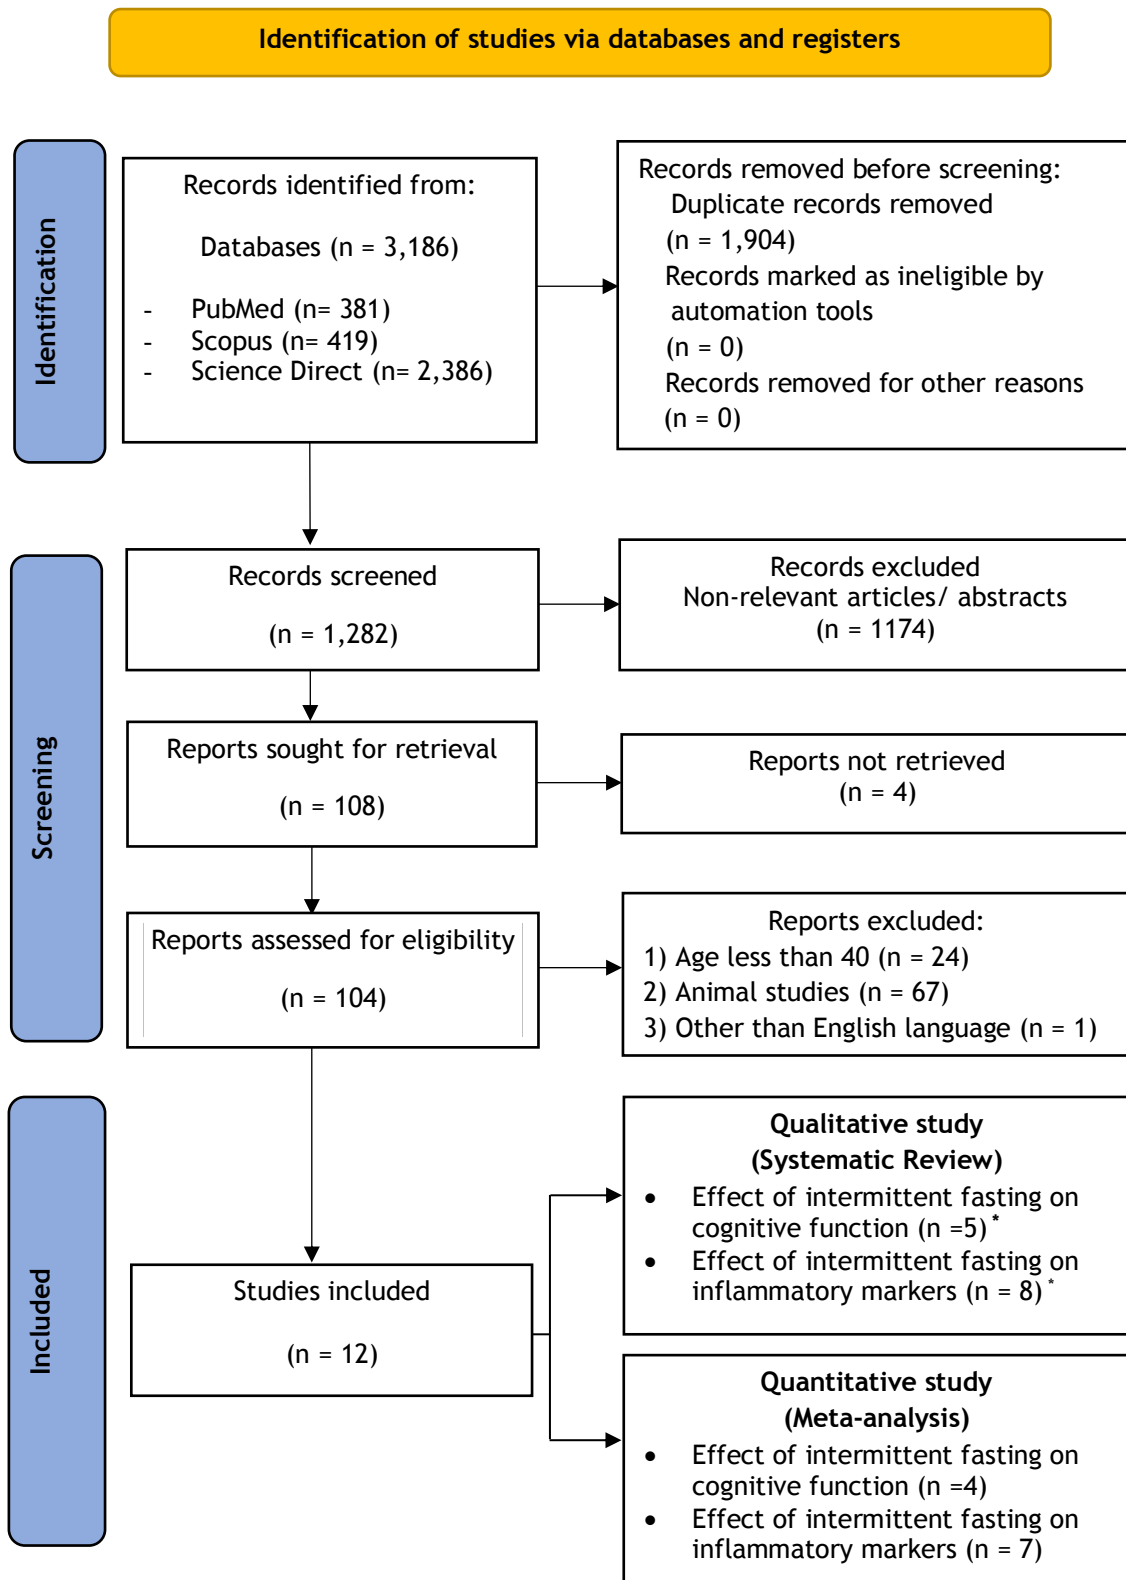 Identification of studies via databases and registers
Identification
Records identified from:
Databases (n = 3,186)
- PubMed (n= 381)
- Scopus (n= 419)
- Science Direct (n= 2,386)
Records removed before screening:
Duplicate records removed
(n = 1,904)
Records marked as ineligible by
automation tools
(n = 0)
Records removed for other reasons
(n = 0)
Screening
Records screened
(n = 1,282)
Records excluded
Non-relevant articles/ abstracts
(n = 1174)
Reports sought for retrieval
(n = 108)
Reports not retrieved
(n = 4)
Reports assessed for eligibility
(n = 104)
Reports excluded:
1) Age less than 40 (n = 24)
2) Animal studies (n = 67)
3) Other than English language (n = 1)
Included
Studies included
(n = 12)
Qualitative study
(Systematic Review)
• Effect of intermittent fasting on
cognitive function (n =5) *
• Effect of intermittent fasting on
inflammatory markers (n = 8) *
Quantitative study
(Meta-analysis)
• Effect of intermittent fasting on
cognitive function (n =4)
• Effect of intermittent fasting on
inflammatory markers (n = 7)